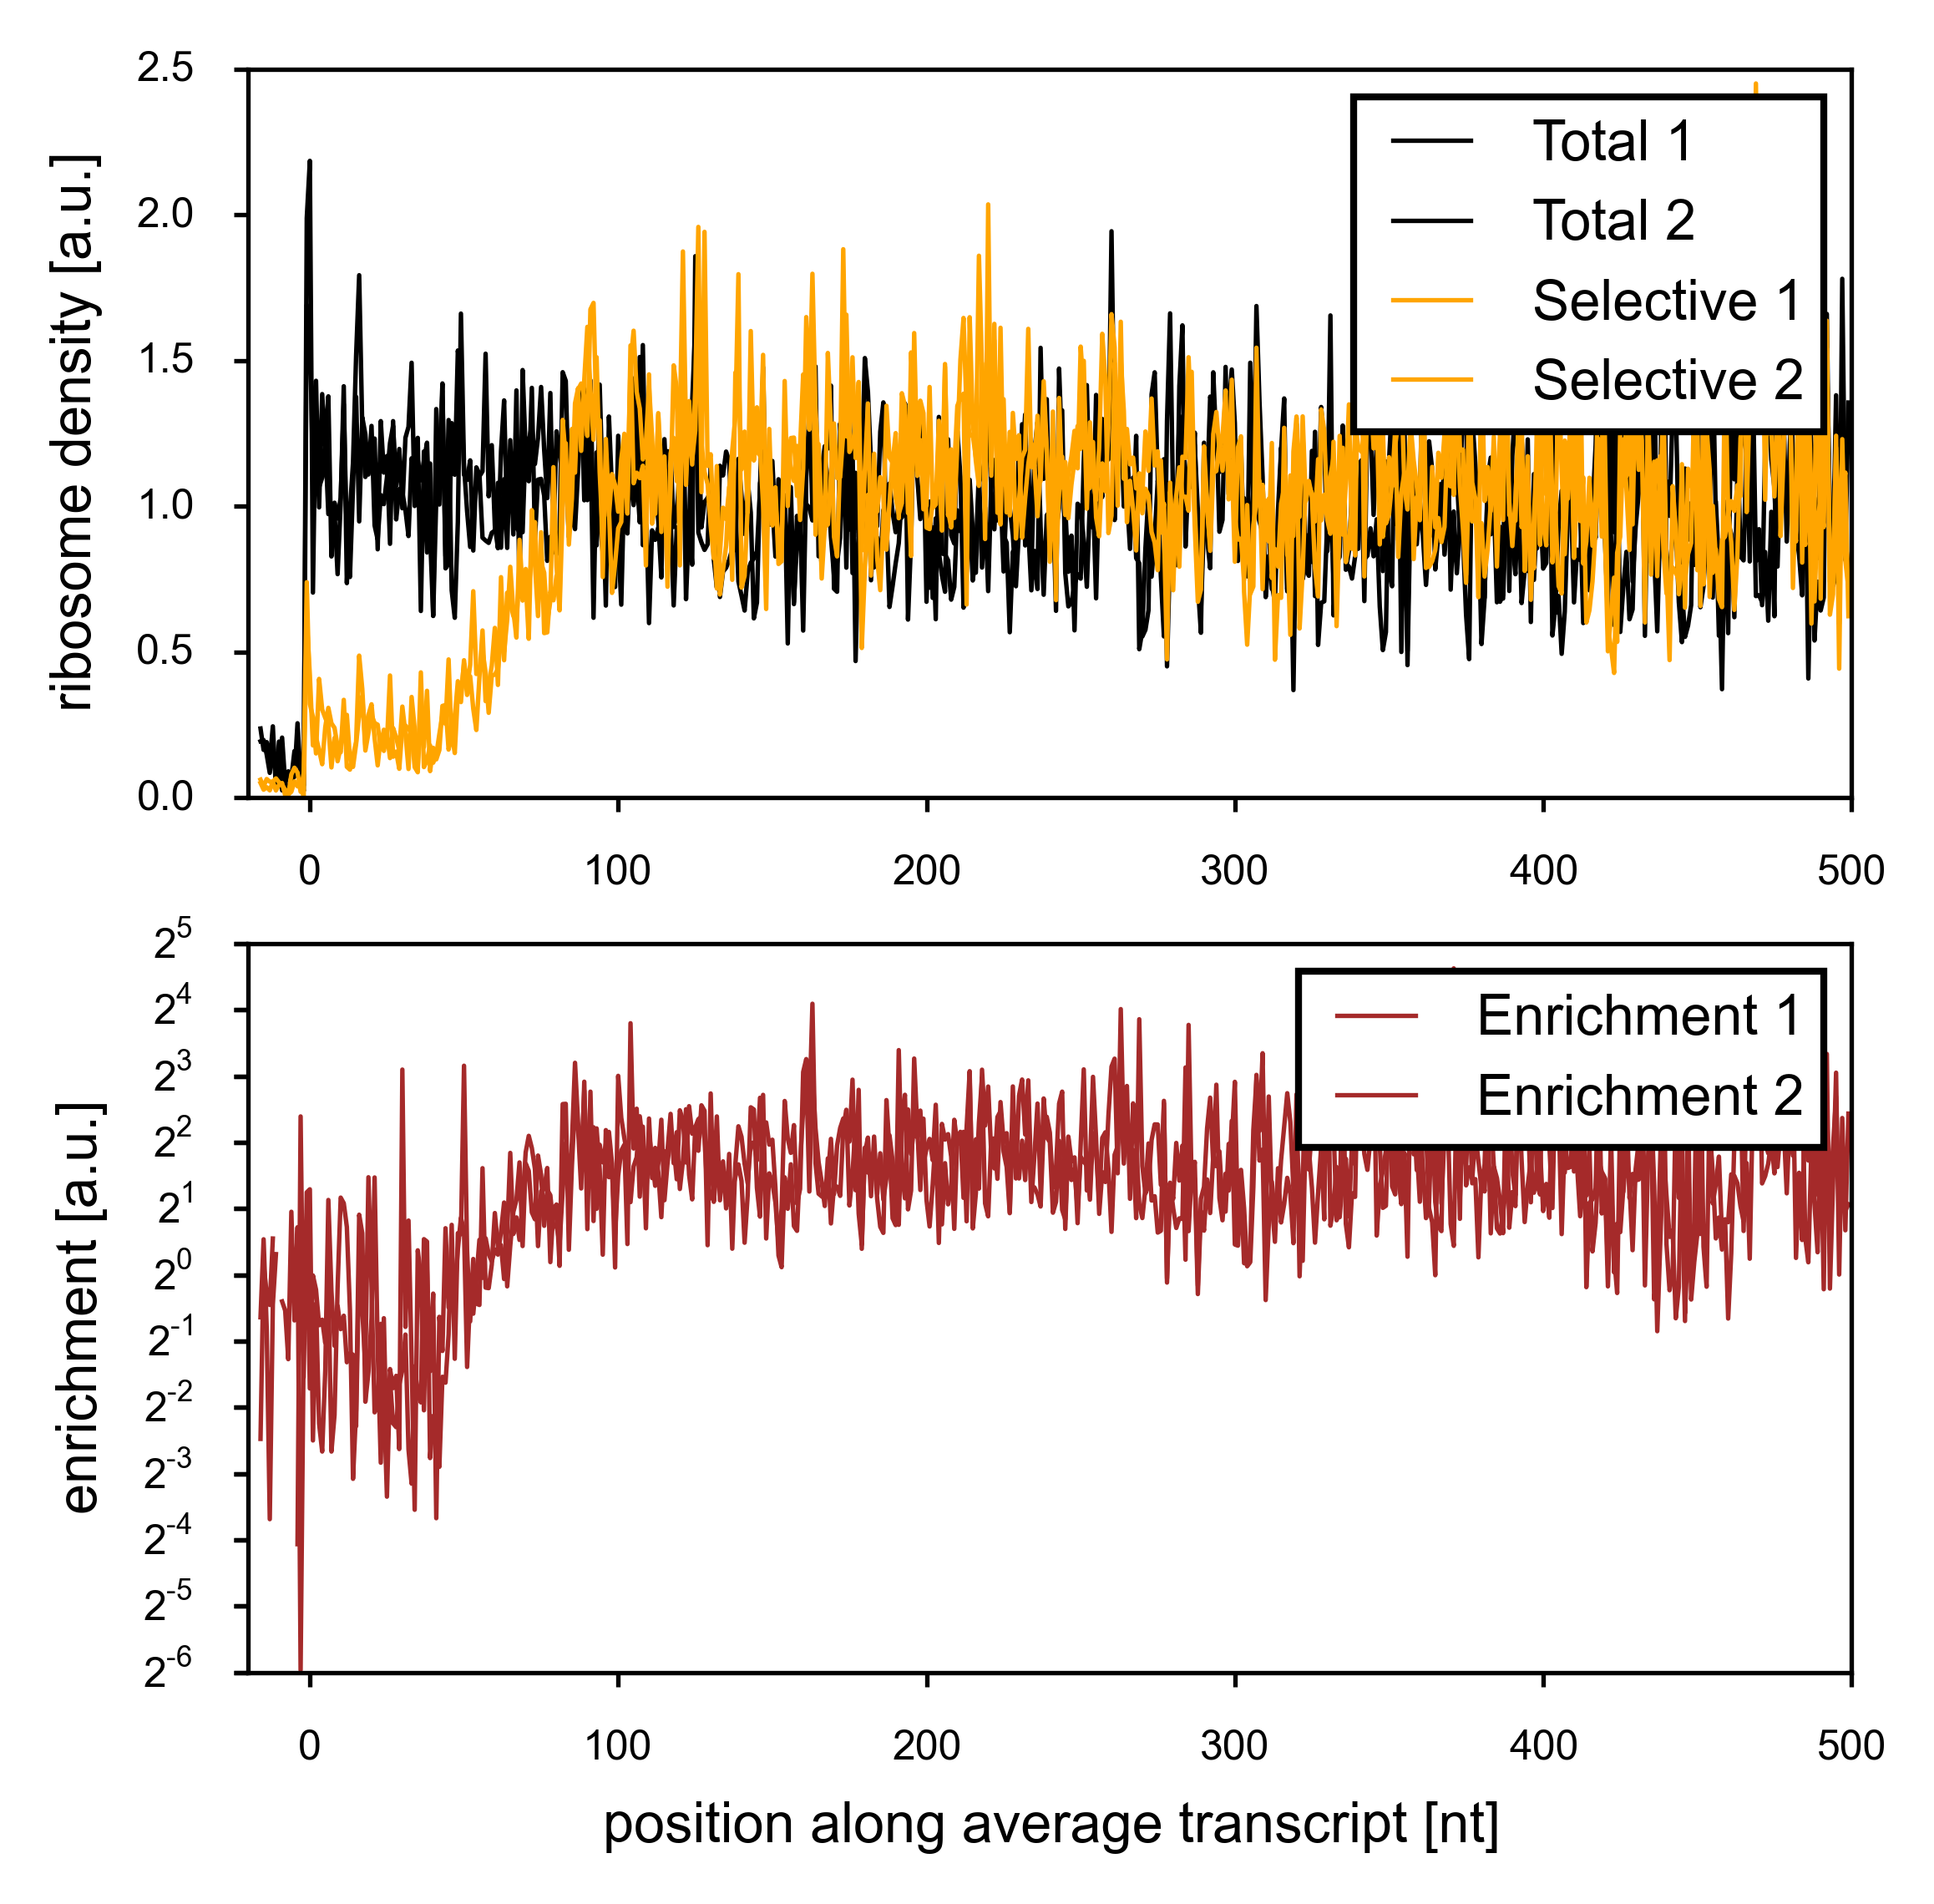 ribosome density [a.u.]
2.5
2.0
1.5
1.0
0.5
0.0
Total 1
Total 2
Selective 1
Selective 2
0 100 200 300 400 500
enrichment [a.u.]
2^5
2^4
2^3
2^2
2^1
2^0
2^-1
2^-2
2^-3
2^-4
2^-5
2^-6
Enrichment 1
Enrichment 2
0 100 200 300 400 500
position along average transcript [nt]